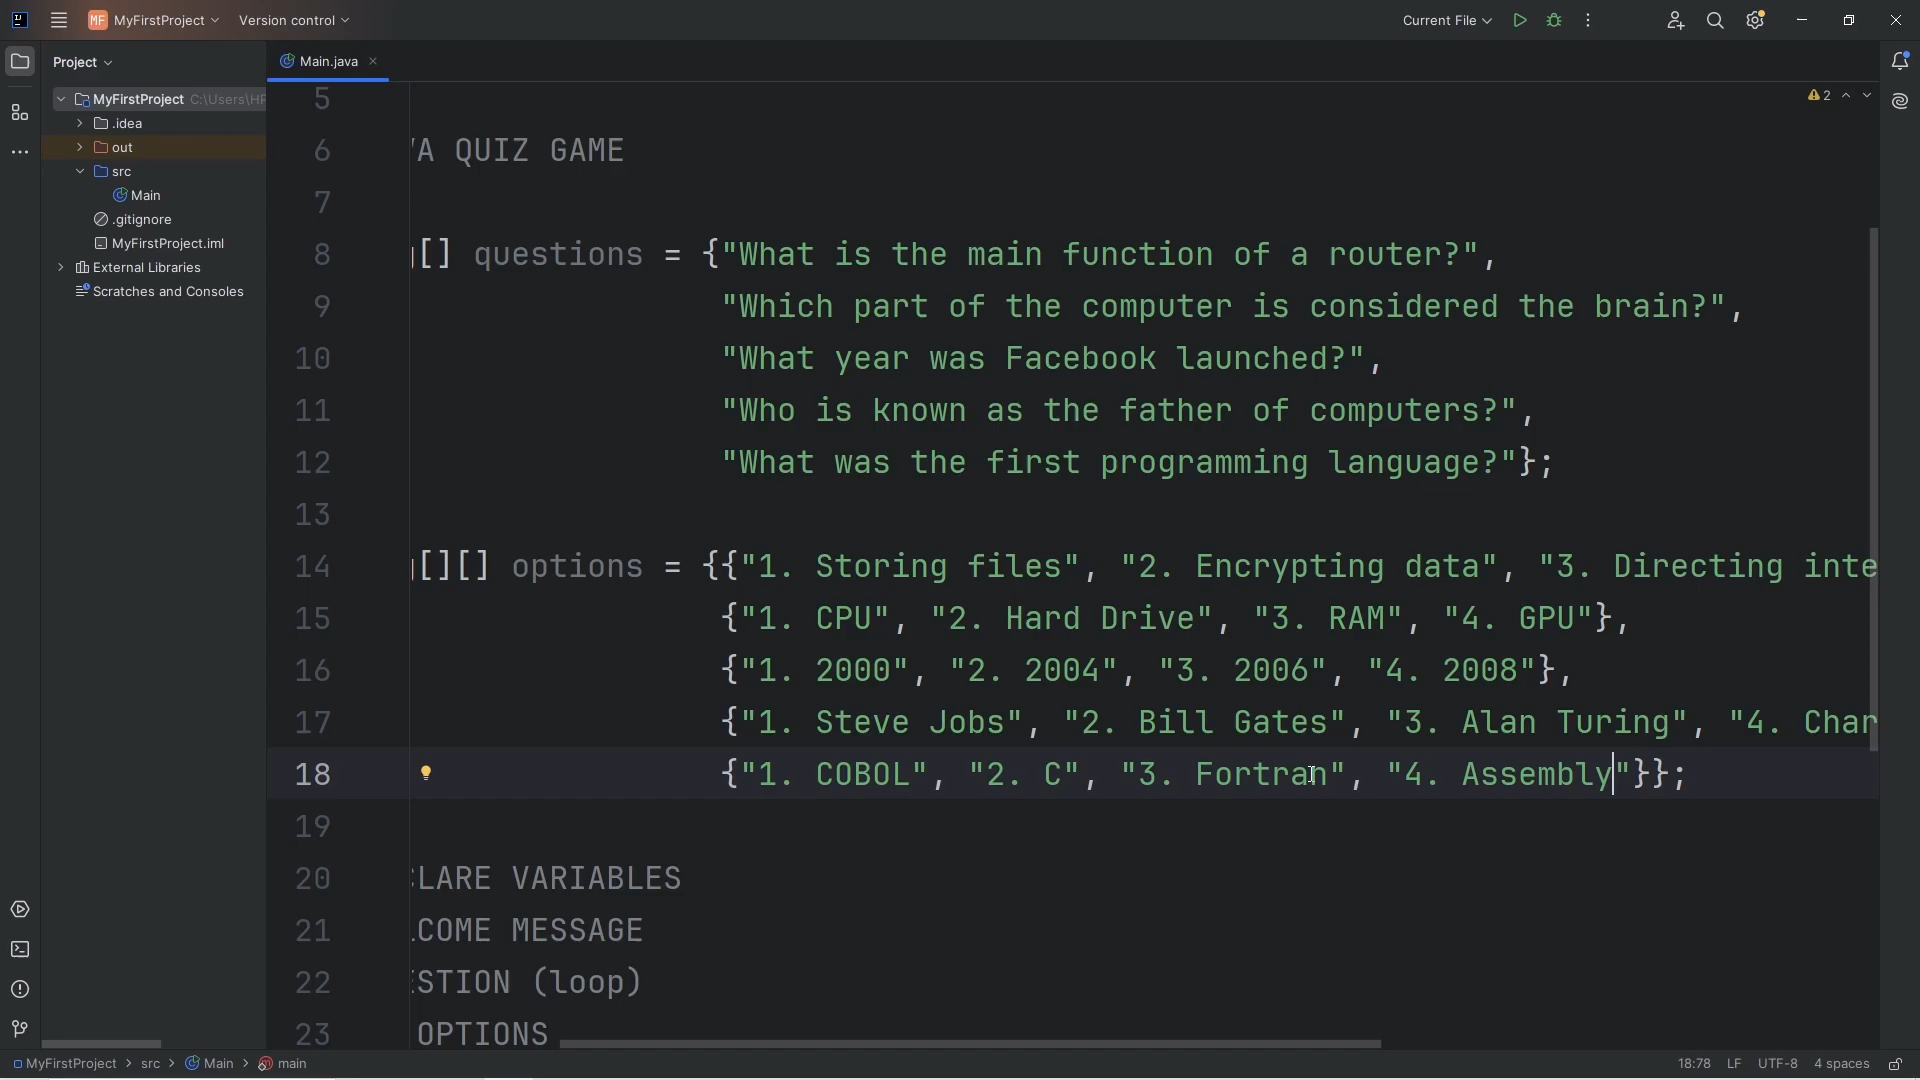 MF MyFirstProject Version control Current File
Project Main.java
MyFirstProject C:\Users\HP
.idea
out
src
Main
.gitignore
MyFirstProject.iml
External Libraries
Scratches and Consoles
2
5
6 /A QUIZ GAME
7
8 [] questions = {"What is the main function of a router?",
9 "Which part of the computer is considered the brain?",
10 "What year was Facebook launched?",
11 "Who is known as the father of computers?",
12 "What was the first programming language?"};
13
14 [][] options = {{"1. Storing files", "2. Encrypting data", "3. Directing inte
15 {"1. CPU", "2. Hard Drive", "3. RAM", "4. GPU"},
16 {"1. 2000", "2. 2004", "3. 2006", "4. 2008"},
17 {"1. Steve Jobs", "2. Bill Gates", "3. Alan Turing", "4. Char
18 {"1. COBOL", "2. C", "3. Fortran", "4. Assembly"}};
19
20 CLARE VARIABLES
21 COME MESSAGE
22 ESTION (loop)
23 OPTIONS
MyFirstProject > src > Main > main 18:78 LF UTF-8 4 spaces